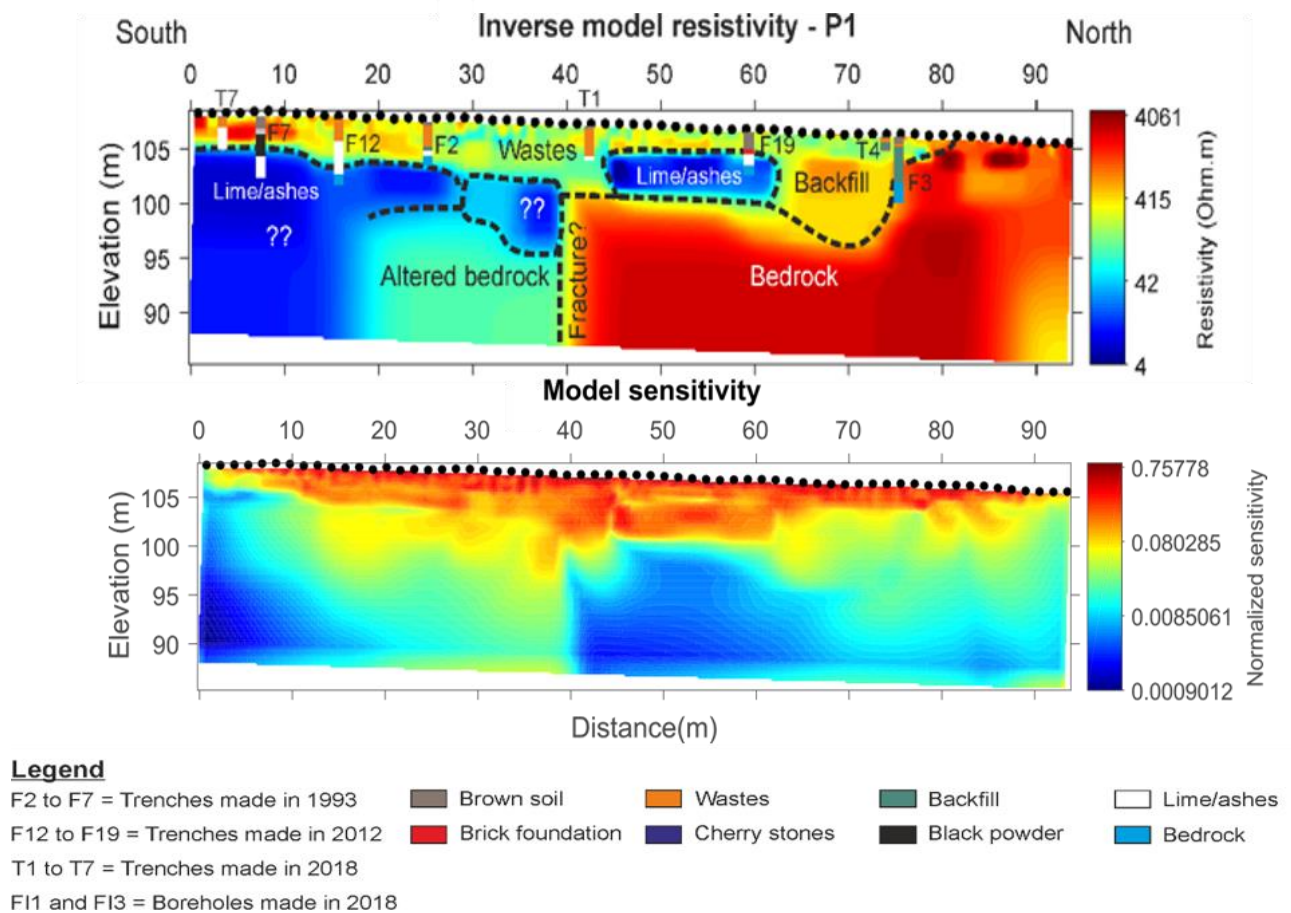 Inverse model resistivity - P1
South
North
0 10 20 30 40 50 60 70 80 90
T7
T1
F7
F12
F2
Wastes
F19
T4
F3
Lime/ashes
??
??
Lime/ashes
Backfill
Altered bedrock
Fracture?
Bedrock
Elevation (m)
105
100
95
90
4061
415
42
4
Resistivity (Ohm.m)
Model sensitivity
0 10 20 30 40 50 60 70 80 90
Elevation (m)
105
100
95
90
0.75778
0.080285
0.0085061
0.0009012
Normalized sensitivity
Distance(m)
Legend
F2 to F7 = Trenches made in 1993
F12 to F19 = Trenches made in 2012
T1 to T7 = Trenches made in 2018
FI1 and FI3 = Boreholes made in 2018
Brown soil
Wastes
Backfill
Lime/ashes
Brick foundation
Cherry stones
Black powder
Bedrock